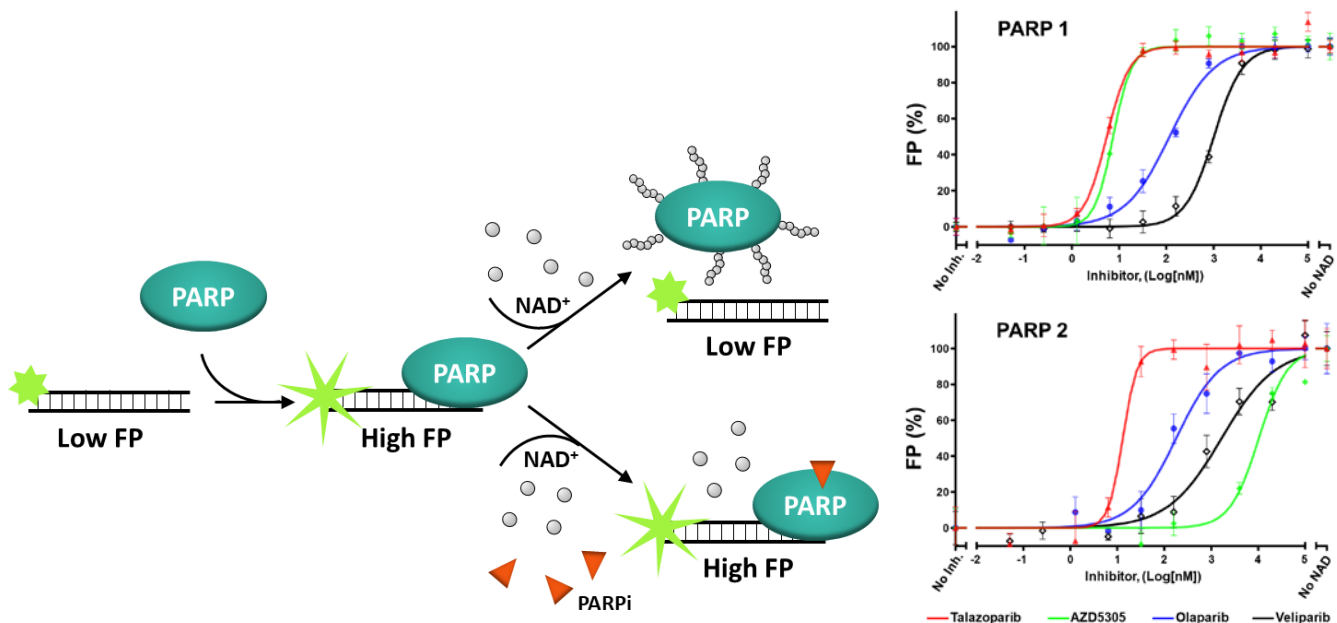 PARP
Low FP
PARP
High FP
NAD+
PARP
Low FP
NAD+
PARPi
PARP
High FP
PARP 1
FP (%)
100
80
60
40
20
0
No Inh.
-2
-1
0
1
2
3
4
5
No NAD
Inhibitor, (Log[nM])
PARP 2
FP (%)
100
80
60
40
20
0
No Inh.
-2
-1
0
1
2
3
4
5
No NAD
Inhibitor, (Log[nM])
Talazoparib AZD5305 Olaparib Veliparib